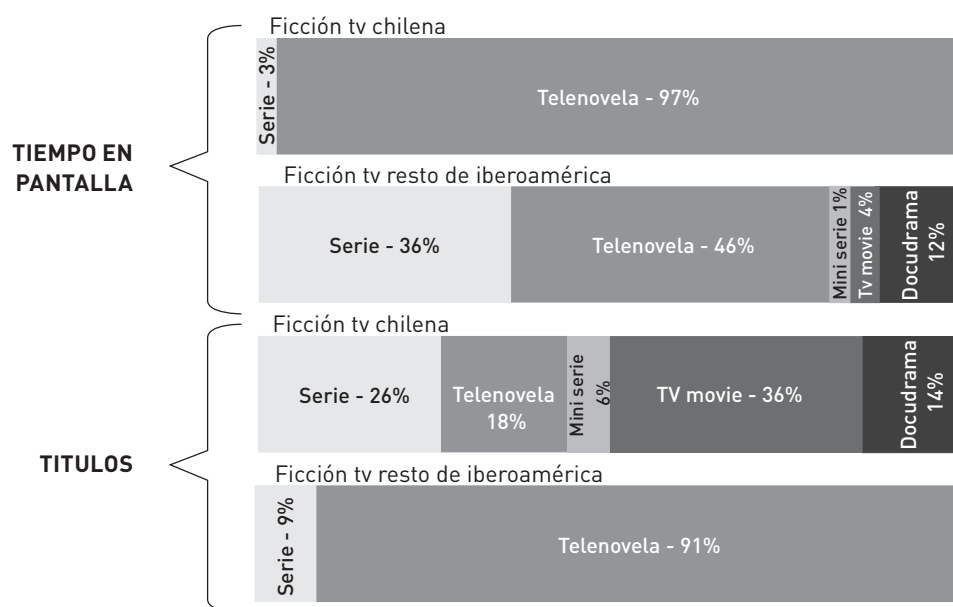 Ficción tv chilena
Serie - 3%
Telenovela - 97%
TIEMPO EN
PANTALLA
Ficción tv resto de iberoamérica
Serie - 36%
Telenovela - 46%
Mini serie 1%
Tv movie 4%
Docudrama
12%
Ficción tv chilena
Serie - 26%
Telenovela
18%
Mini serie
6%
TV movie - 36%
Docudrama
14%
TITULOS
Ficción tv resto de iberoamérica
Serie - 9%
Telenovela - 91%